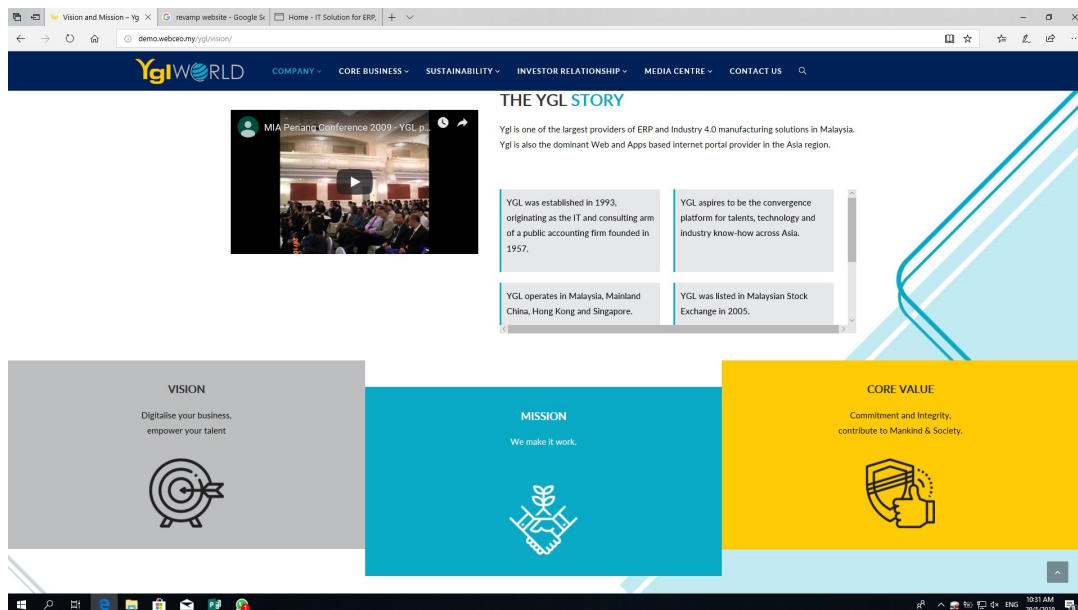 Vision and Mission – Yg
revamp website - Google Se
Home - IT Solution for ERP,
demo.webceo.my/ygl/vision/
YglWORLD
COMPANY
CORE BUSINESS
SUSTAINABILITY
INVESTOR RELATIONSHIP
MEDIA CENTRE
CONTACT US
THE YGL STORY
MIA Penang Conference 2009 - YGL p...
Ygl is one of the largest providers of ERP and Industry 4.0 manufacturing solutions in Malaysia.
Ygl is also the dominant Web and Apps based internet portal provider in the Asia region.
YGL was established in 1993,
originating as the IT and consulting arm
of a public accounting firm founded in
1957.
YGL aspires to be the convergence
platform for talents, technology and
industry know-how across Asia.
YGL operates in Malaysia, Mainland
China, Hong Kong and Singapore.
YGL was listed in Malaysian Stock
Exchange in 2005.
VISION
Digitalise your business,
empower your talent
MISSION
We make it work.
CORE VALUE
Commitment and Integrity,
contribute to Mankind & Society.
ENG
10:31 AM